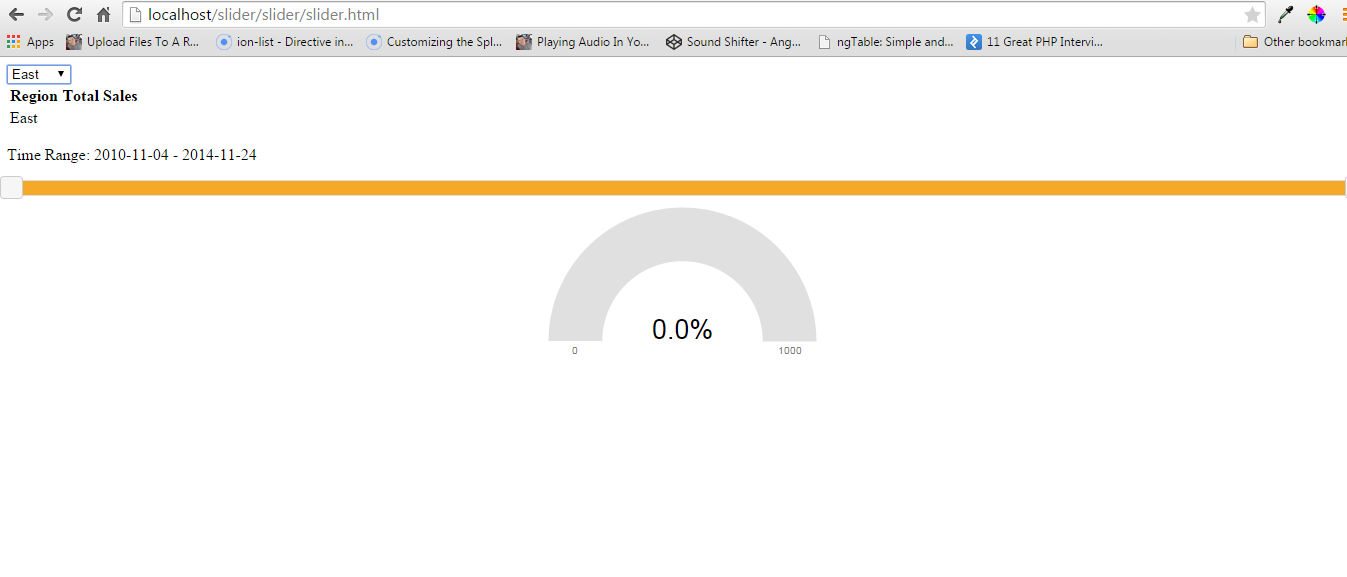 localhost/slider/slider/slider.html
Apps Upload Files To A R... ion-list - Directive in... Customizing the Spl... Playing Audio In Yo... Sound Shifter - Ang... ngTable: Simple and... 11 Great PHP Intervi... Other bookmar
East
Region Total Sales
East
Time Range: 2010-11-04 - 2014-11-24
0.0%
0 1000